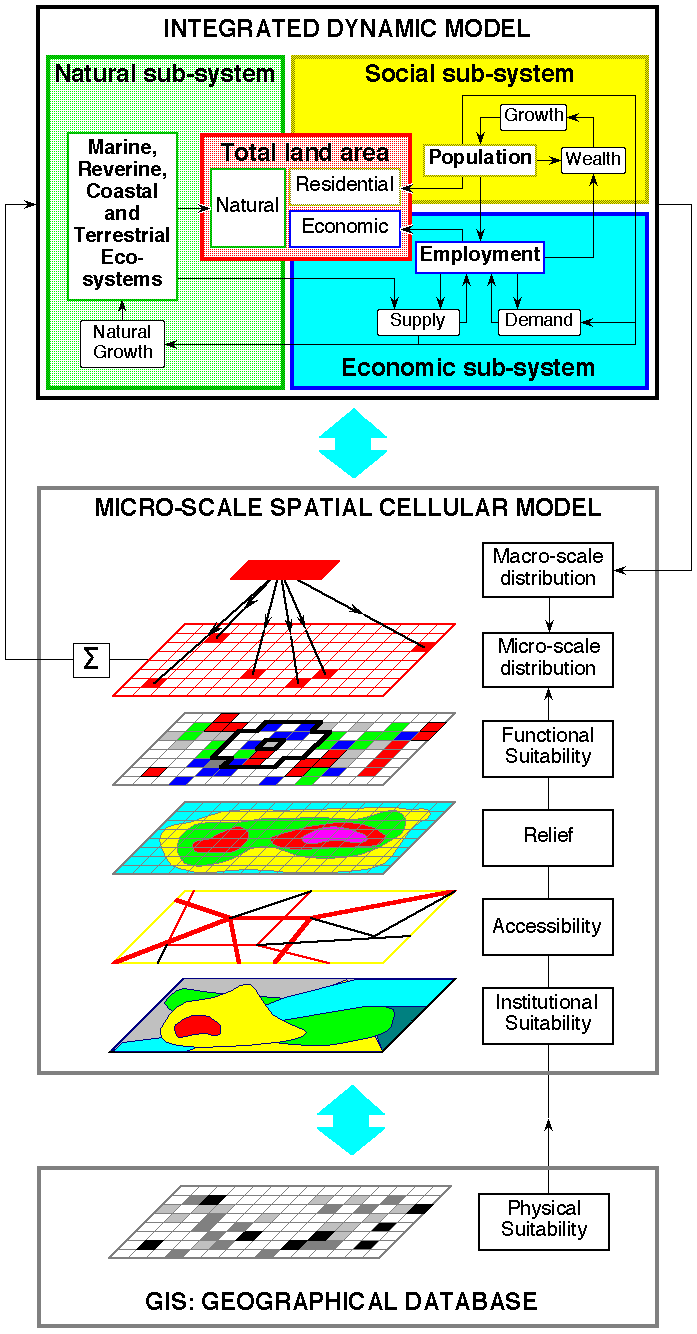 INTEGRATED DYNAMIC MODEL
Natural sub-system
Social sub-system
Growth
Marine,
Reverine,
Coastal
and
Terrestrial
Eco-
systems
Total land area
Population
Wealth
Natural
Residential
Economic
Employment
Natural
Growth
Supply
Demand
Economic sub-system
MICRO-SCALE SPATIAL CELLULAR MODEL
Macro-scale
distribution
Σ
Micro-scale
distribution
Functional
Suitability
Relief
Accessibility
Institutional
Suitability
Physical
Suitability
GIS: GEOGRAPHICAL DATABASE